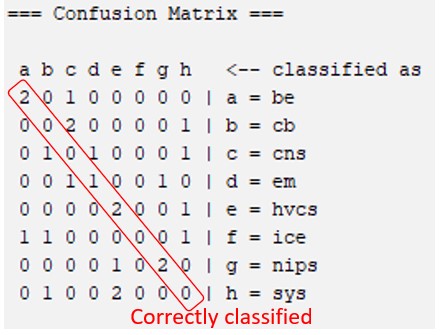 === Confusion Matrix ===
a b c d e f g h <-- classified as
2 0 1 0 0 0 0 0 | a = be
0 0 2 0 0 0 0 1 | b = cb
0 1 0 1 0 0 0 1 | c = cns
0 0 1 1 0 0 1 0 | d = em
0 0 0 0 2 0 0 1 | e = hvcs
1 1 0 0 0 0 0 1 | f = ice
0 0 0 0 1 0 2 0 | g = nips
0 1 0 0 2 0 0 0 | h = sys
Correctly classified